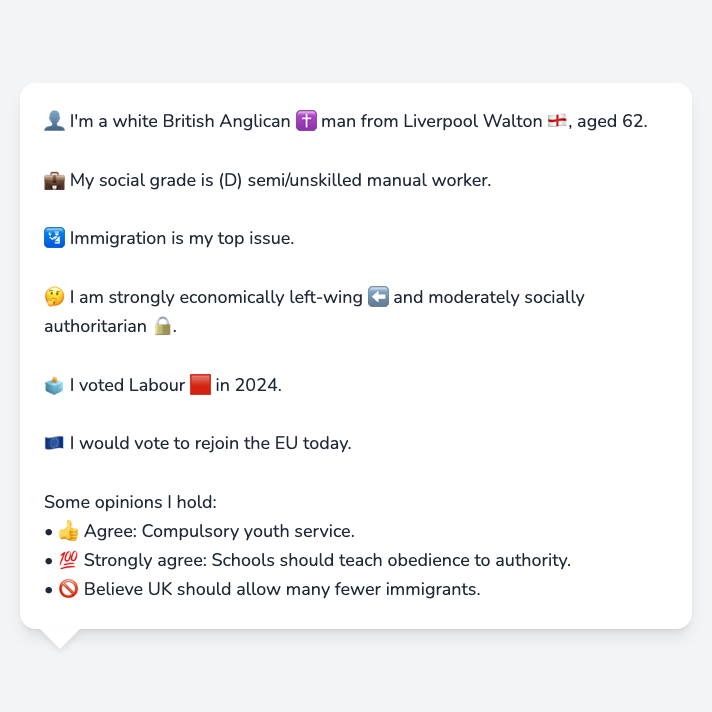 👤 I'm a white British Anglican ✝️ man from Liverpool Walton 🏴󠁧󠁢󠁥󠁮󠁧󠁿, aged 62.
💼 My social grade is (D) semi/unskilled manual worker.
🛂 Immigration is my top issue.
🤔 I am strongly economically left-wing ⬅️ and moderately socially
authoritarian 🔒.
🗳️ I voted Labour 🟥 in 2024.
🇪🇺 I would vote to rejoin the EU today.
Some opinions I hold:
• 👍 Agree: Compulsory youth service.
• 💯 Strongly agree: Schools should teach obedience to authority.
• 🚫 Believe UK should allow many fewer immigrants.